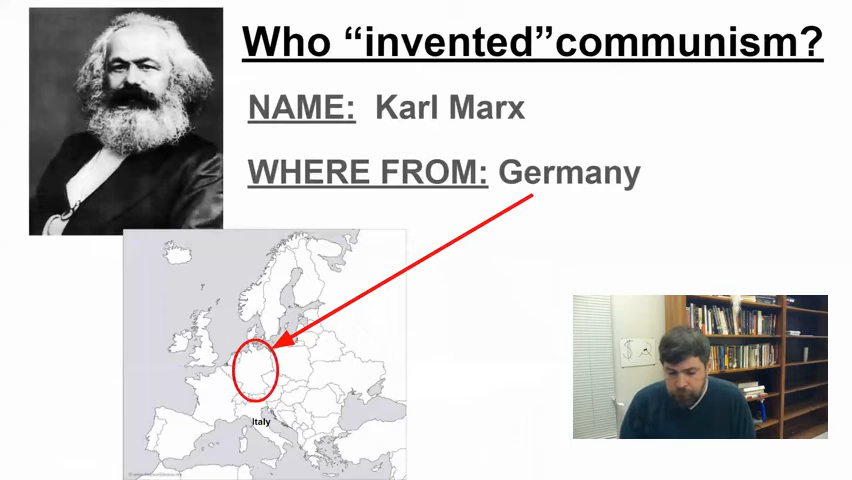 Who “invented”communism?
NAME: Karl Marx
WHERE FROM: Germany
Italy